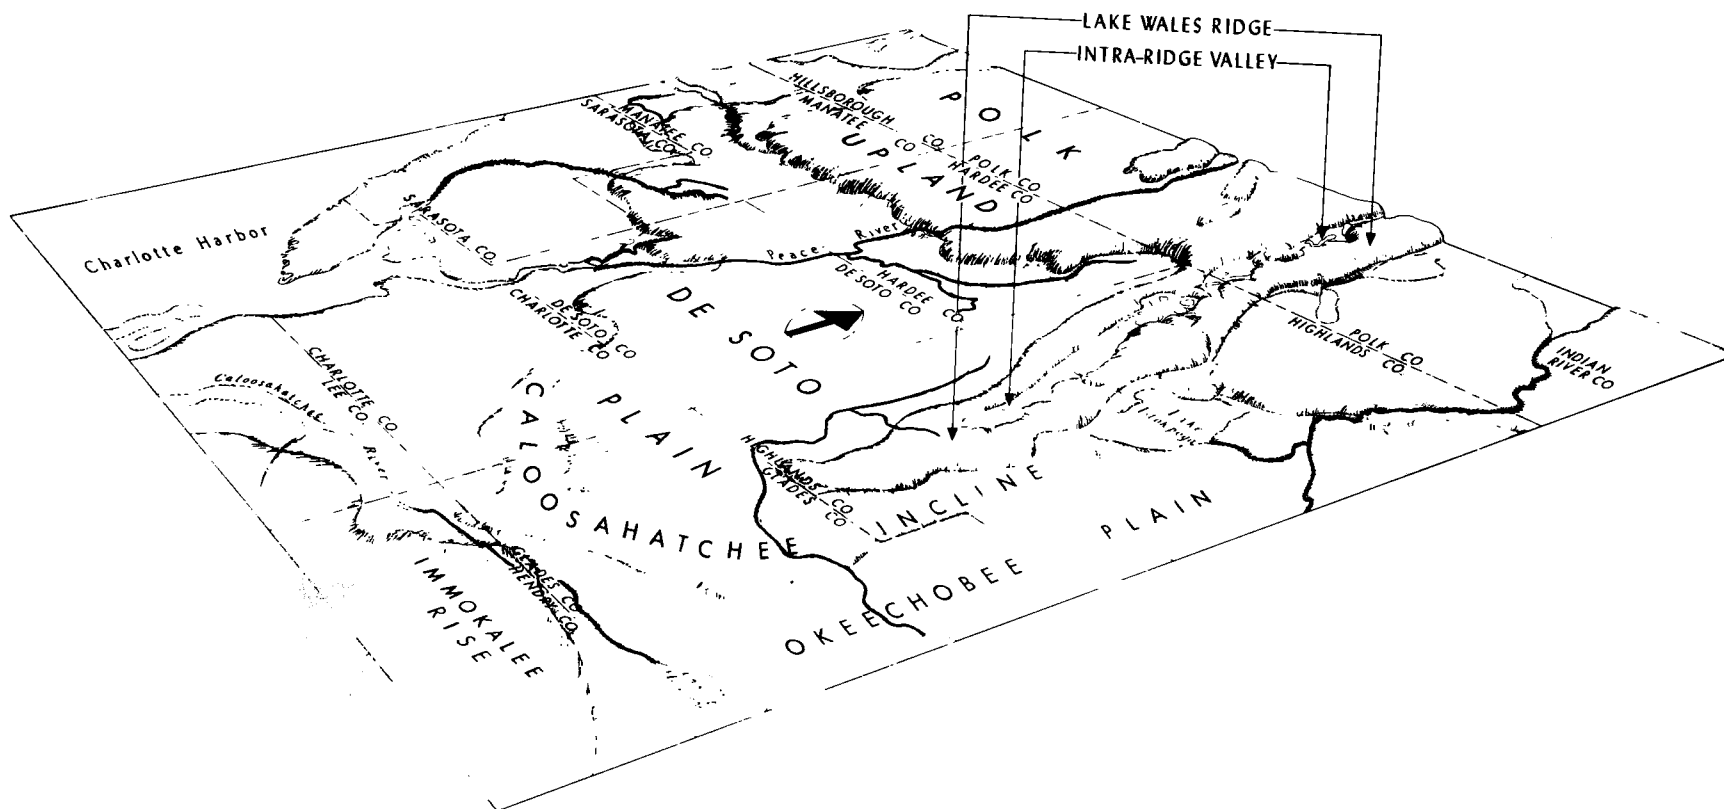 LAKE WALES RIDGE
INTRA-RIDGE VALLEY
POLK
UPLAND
HILLSBOROUGH CO
MANATEE CO
MANATEE CO.
SARASOTA CO.
POLK CO
HARDEE CO
Charlotte Harbor
SARASOTA CO.
Peace River
HARDEE CO.
DE SOTO CO
DE SOTO CO
CHARLOTTE CO
DE SOTO
PLAIN
CHARLOTTE CO.
LEE CO.
Caloosahatchee
River
CALOOSAHATCHEE
INCLINE
HIGHLANDS CO
GLADES CO
POLK CO
HIGHLANDS CO.
INDIAN
RIVER CO
Lake
GLADES CO
HENDRY CO.
IMMOKALEE
RISE
OKEECHOBEE PLAIN